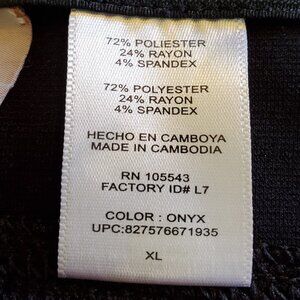 72% POLIESTER
24% RAYON
4% SPANDEX
72% POLYESTER
24% RAYON
4% SPANDEX
HECHO EN CAMBOYA
MADE IN CAMBODIA
RN 105543
FACTORY ID# L7
COLOR : ONYX
UPC:827576671935
XL